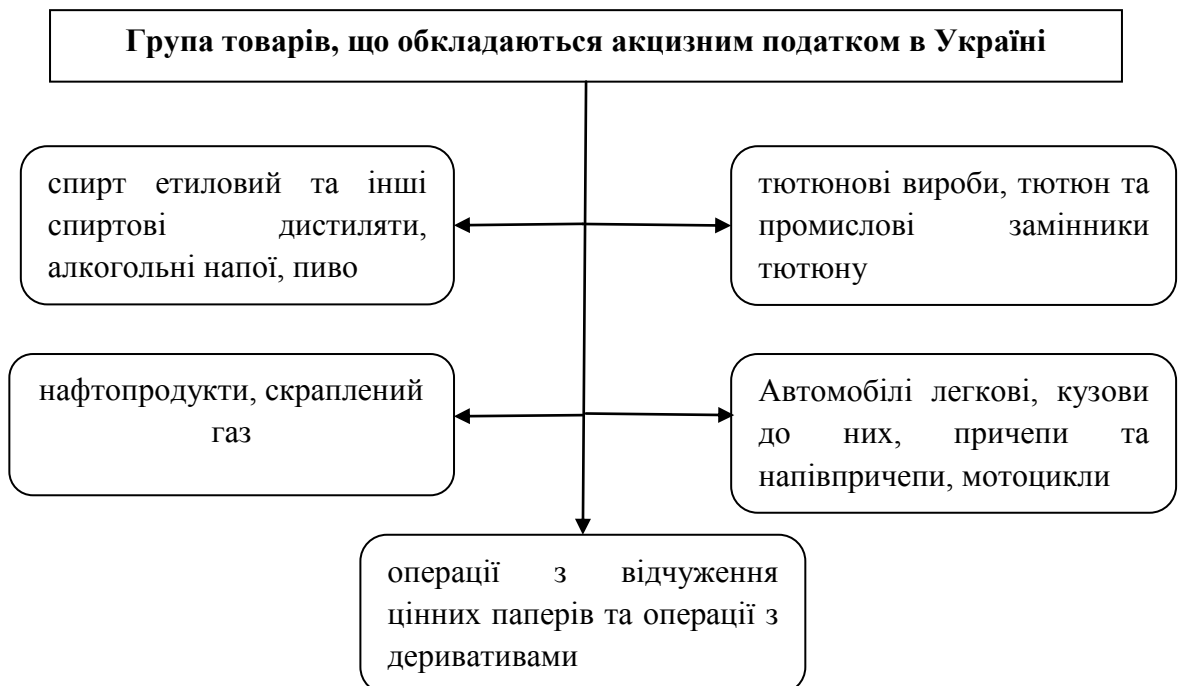 Група товарів, що обкладаються акцизним податком в Україні
спирт етиловий та інші
спиртові дистиляти,
алкогольні напої, пиво
тютюнові вироби, тютюн та
промислові замінники
тютюну
нафтопродукти, скраплений
газ
Автомобілі легкові, кузови
до них, причепи та
напівпричепи, мотоцикли
операції з відчуження
цінних паперів та операції з
деривативами